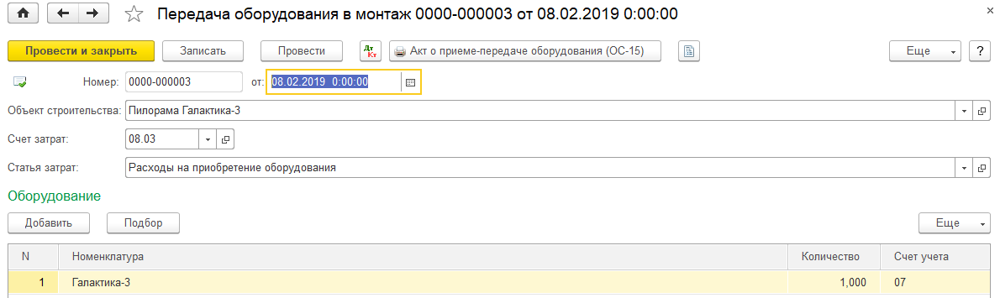 Передача оборудования в монтаж 0000-000003 от 08.02.2019 0:00:00
Провести и закрыть Записать Провести Дт Кт Акт о приеме-передаче оборудования (ОС-15) Еще ?
Номер: 0000-000003 от: 08.02.2019 0:00:00
Объект строительства: Пилорама Галактика-3
Счет затрат: 08.03
Статья затрат: Расходы на приобретение оборудования
Оборудование
Добавить Подбор Еще
N Номенклатура Количество Счет учета
1 Галактика-3 1,000 07